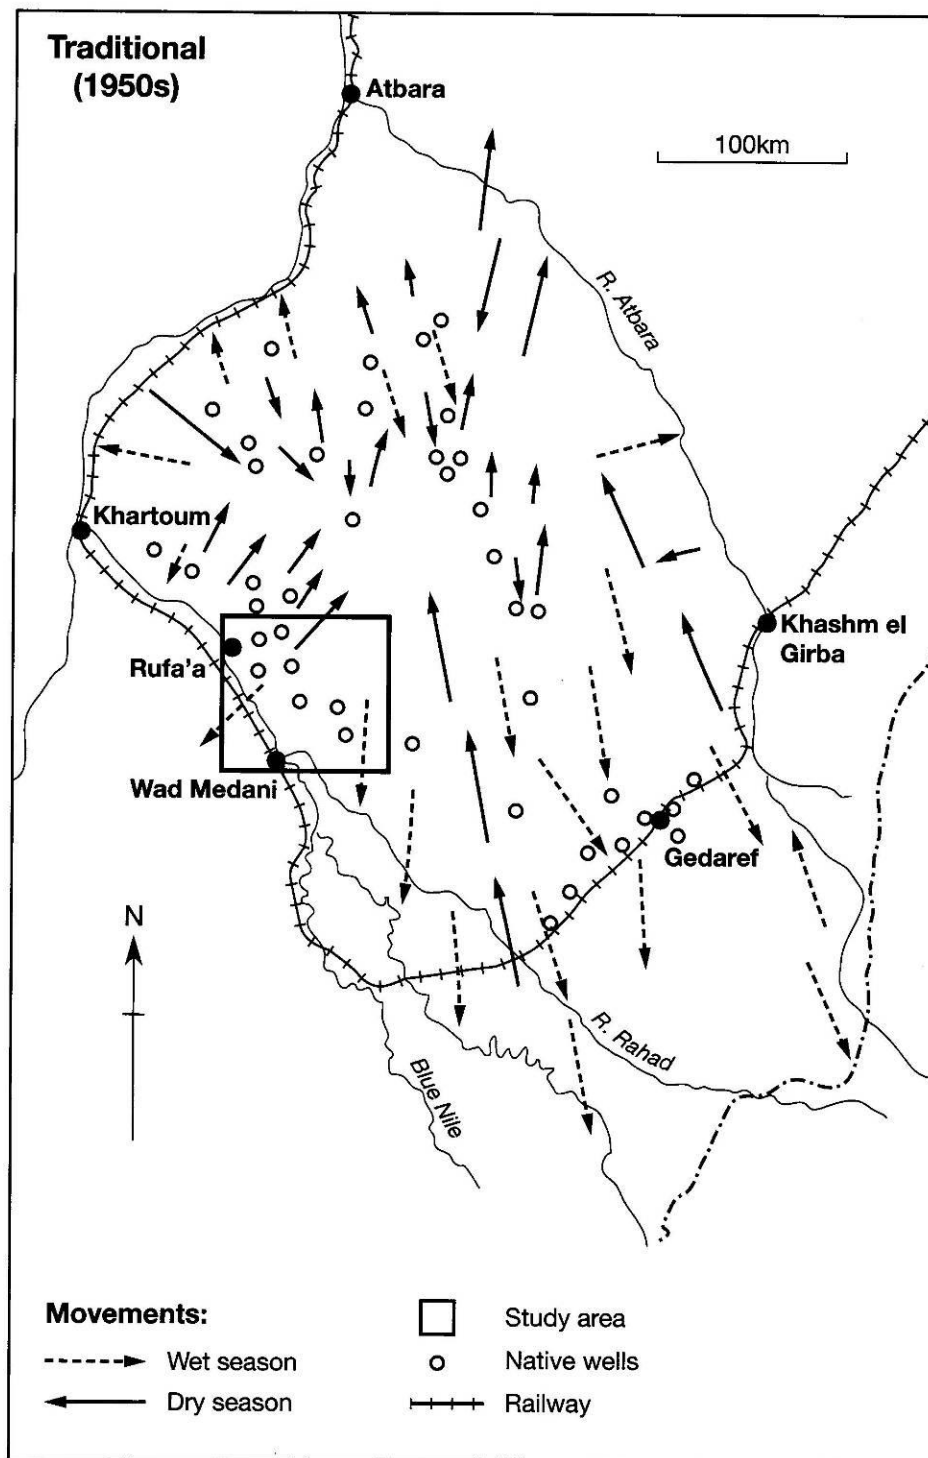 Traditional
(1950s)
Atbara
100km
R. Atbara
Khartoum
Khashm el
Girba
Rufa'a
Wad Medani
Gedaref
N
R. Rahad
Blue Nile
Movements:
Study area
Wet season
Native wells
Dry season
Railway